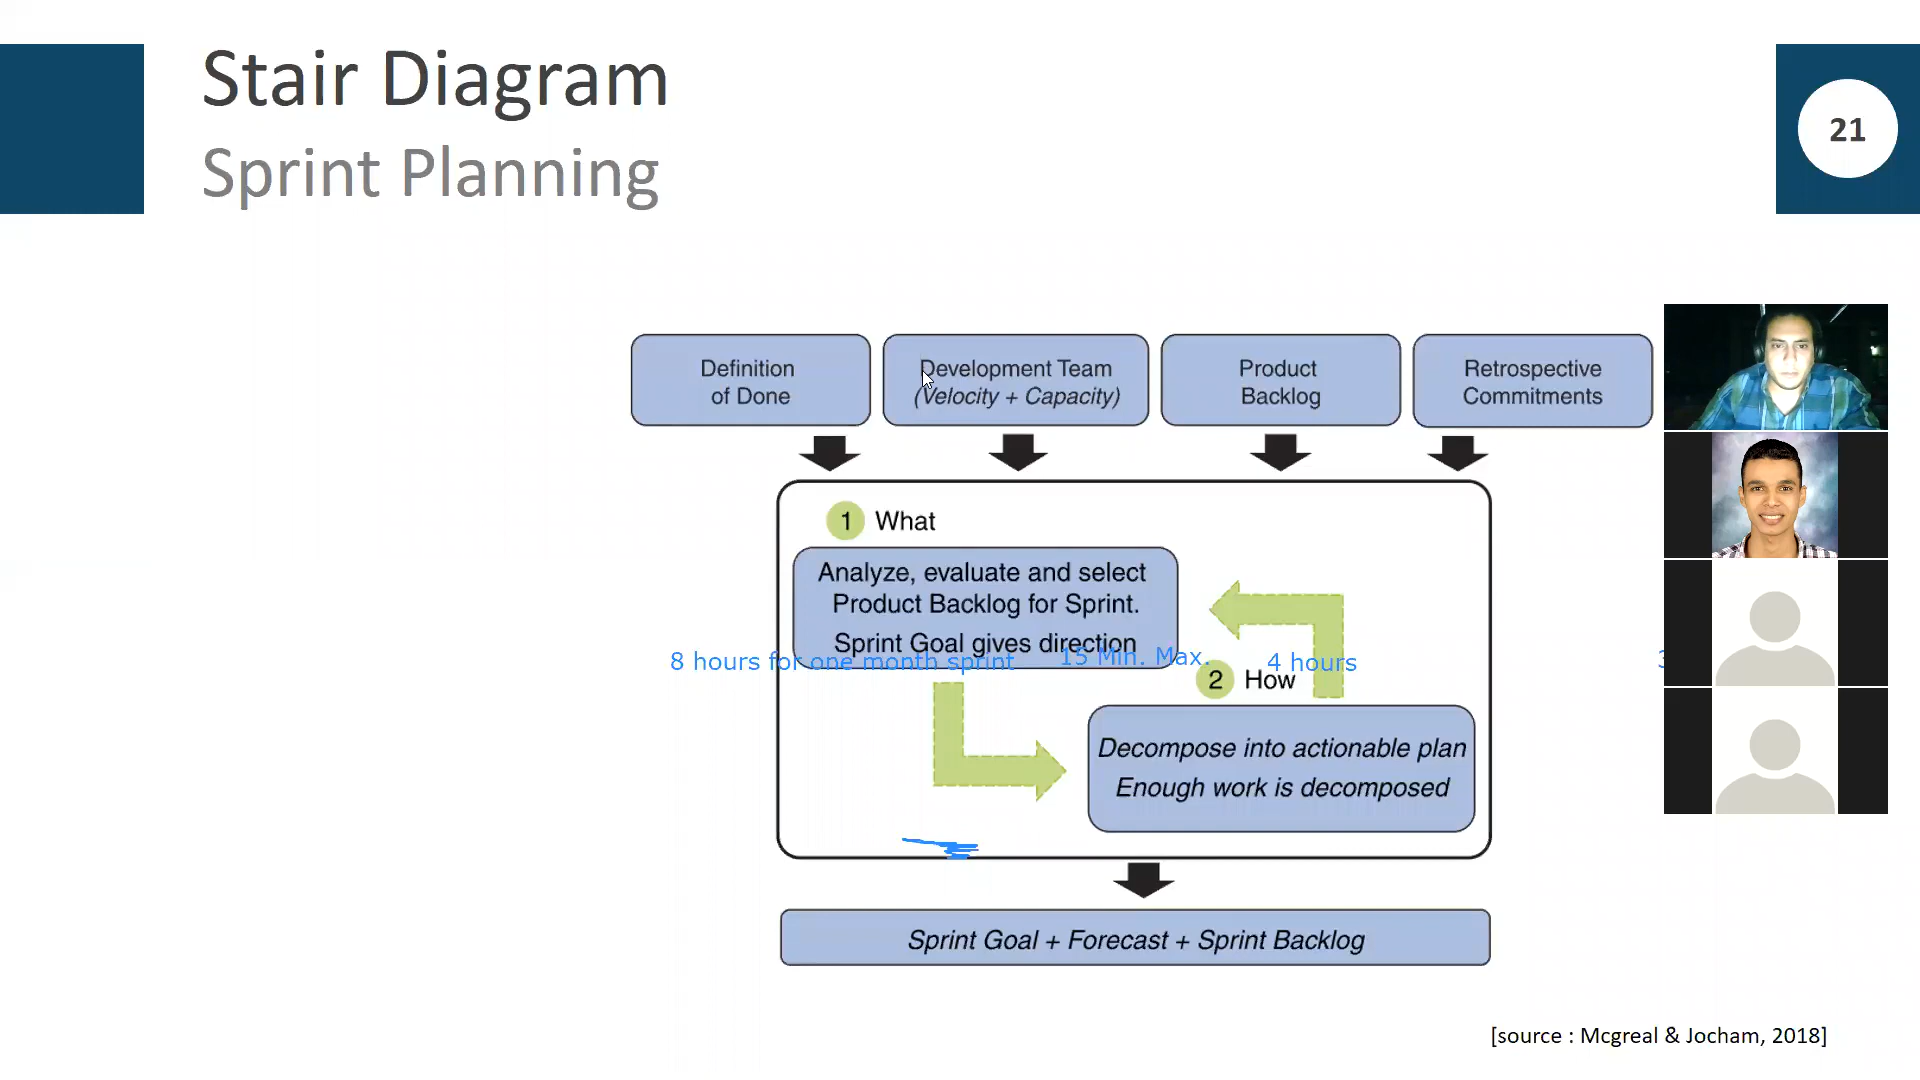 Stair Diagram
Sprint Planning
21
Definition
of Done
Development Team
(Velocity + Capacity)
Product
Backlog
Retrospective
Commitments
1 What
Analyze, evaluate and select
Product Backlog for Sprint.
Sprint Goal gives direction
8 hours for one month sprint
15 Min. Max.
4 hours
2 How
Decompose into actionable plan
Enough work is decomposed
Sprint Goal + Forecast + Sprint Backlog
[source : Mcgreal & Jocham, 2018]